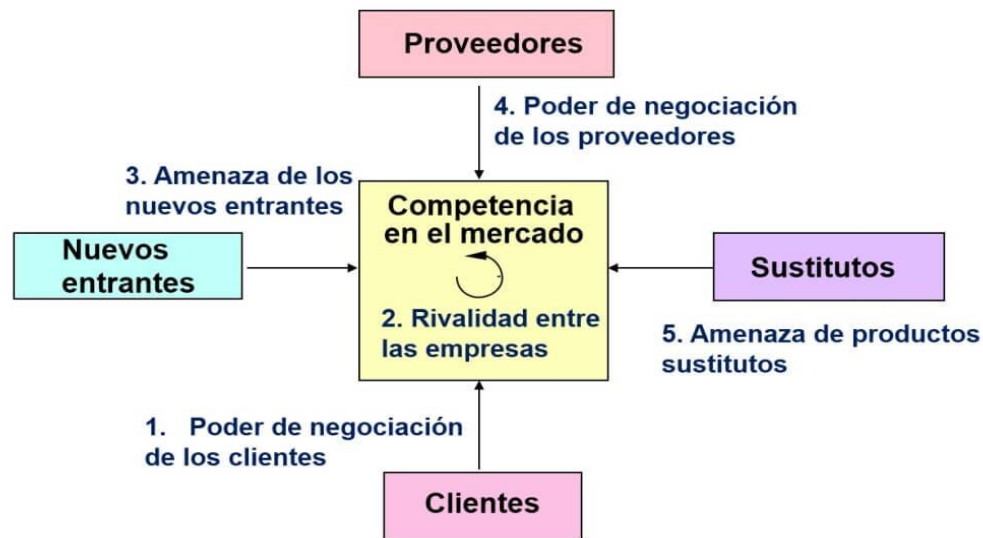 Proveedores
4. Poder de negociación
de los proveedores
3. Amenaza de los
nuevos entrantes
Competencia
en el mercado
Nuevos
entrantes
Sustitutos
2. Rivalidad entre
las empresas
5. Amenaza de productos
sustitutos
1. Poder de negociación
de los clientes
Clientes